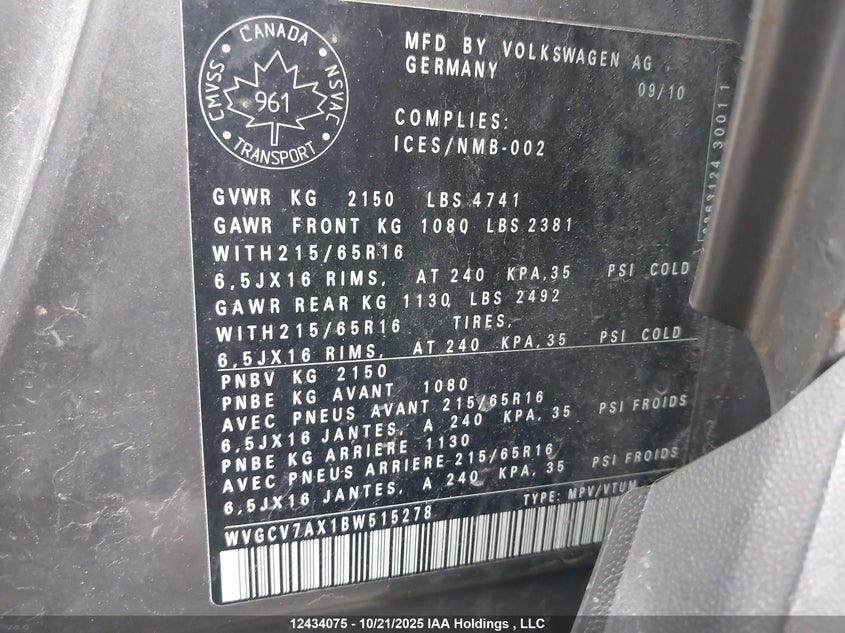 CANADA
CMVSS
NSVAC
961
TRANSPORT
MFD BY VOLKSWAGEN AG
GERMANY
09/10
COMPLIES:
ICES/NMB-002
GVWR KG 2150 LBS 4741
GAWR FRONT KG 1080 LBS 2381
WITH215/65R16
6,5JX16 RIMS, AT 240 KPA,35 PSI COLD
GAWR REAR KG 1130 LBS 2492
WITH215/65R16 TIRES,
6,5JX16 RIMS, AT 240 KPA,35 PSI COLD
PNBV KG 2150
PNBE KG AVANT 1080
AVEC PNEUS AVANT 215/65R16
6,5JX16 JANTES, A 240 KPA, 35 PSI FROIDS
PNBE KG ARRIERE 1130
AVEC PNEUS ARRIERE 215/65R16
6,5JX16 JANTES, A 240 KPA, 35 PSI FROIDS
TYPE: MPV/VTUM
WVGCV7AX1BW515278
30011
12434075 - 10/21/2025 IAA Holdings , LLC